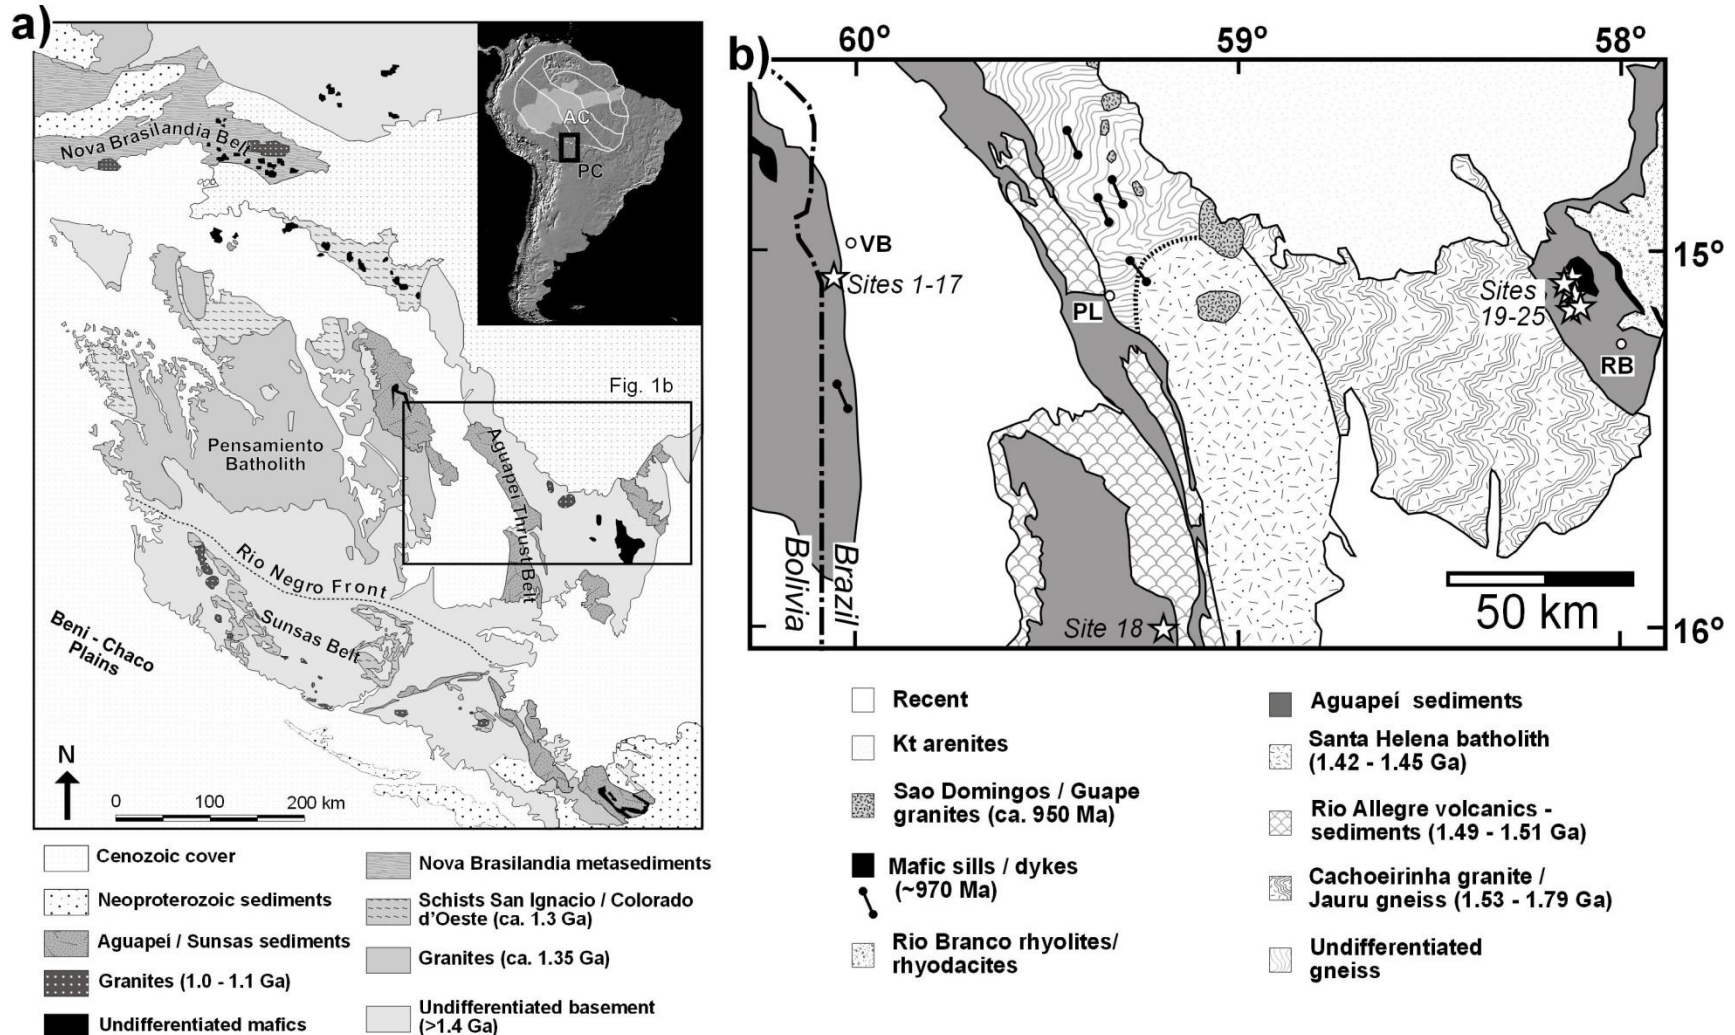 a)
AC
PC
Nova Brasilandia Belt
Fig. 1b
Pensamiento
Batholith
Aguapei Thrust Belt
Rio Negro Front
Sunsas Belt
Beni - Chaco
Plains
N
0 100 200 km
Cenozoic cover
Neoproterozoic sediments
Aguapeí / Sunsas sediments
Granites (1.0 - 1.1 Ga)
Undifferentiated mafics
Nova Brasilandia metasediments
Schists San Ignacio / Colorado
d'Oeste (ca. 1.3 Ga)
Granites (ca. 1.35 Ga)
Undifferentiated basement
(>1.4 Ga)
b)
60º 59º 58º
VB
Sites 1-17
15º
PL
Sites
19-25
RB
Bolivia
Brazil
50 km
Site 18
16º
Recent
Kt arenites
Sao Domingos / Guape
granites (ca. 950 Ma)
Mafic sills / dykes
(~970 Ma)
Rio Branco rhyolites/
rhyodacites
Aguapeí sediments
Santa Helena batholith
(1.42 - 1.45 Ga)
Rio Allegre volcanics -
sediments (1.49 - 1.51 Ga)
Cachoeirinha granite /
Jauru gneiss (1.53 - 1.79 Ga)
Undifferentiated
gneiss